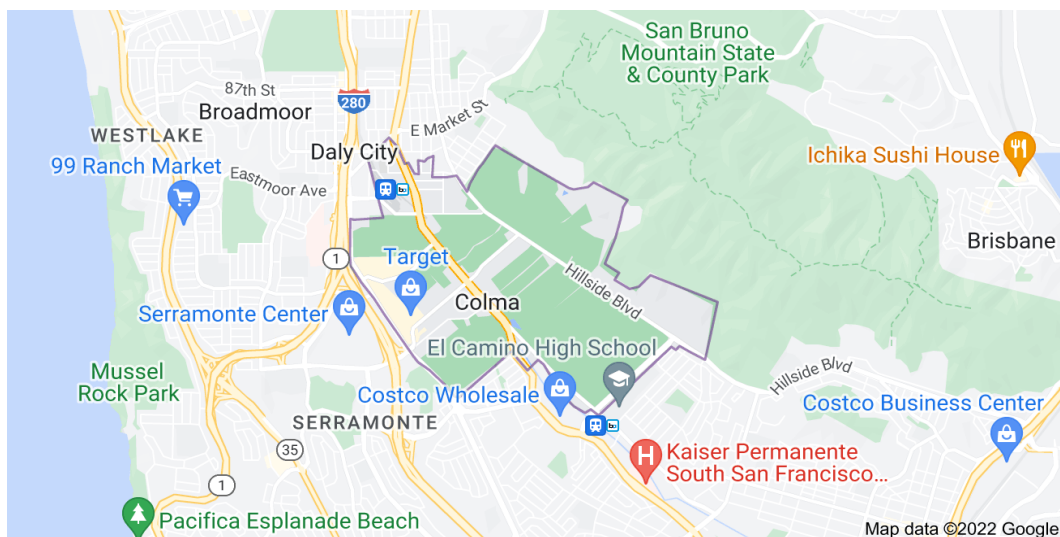 San Bruno
Mountain State
& County Park
87th St
280
Broadmoor
E Market St
WESTLAKE
Daly City
Ichika Sushi House
99 Ranch Market
Eastmoor Ave
Brisbane
1
Target
Hillside Blvd
Colma
Serramonte Center
El Camino High School
Mussel
Rock Park
Hillside Blvd
Costco Wholesale
Costco Business Center
SERRAMONTE
35
H
Kaiser Permanente
South San Francisco...
1
Pacifica Esplanade Beach
Map data ©2022 Google